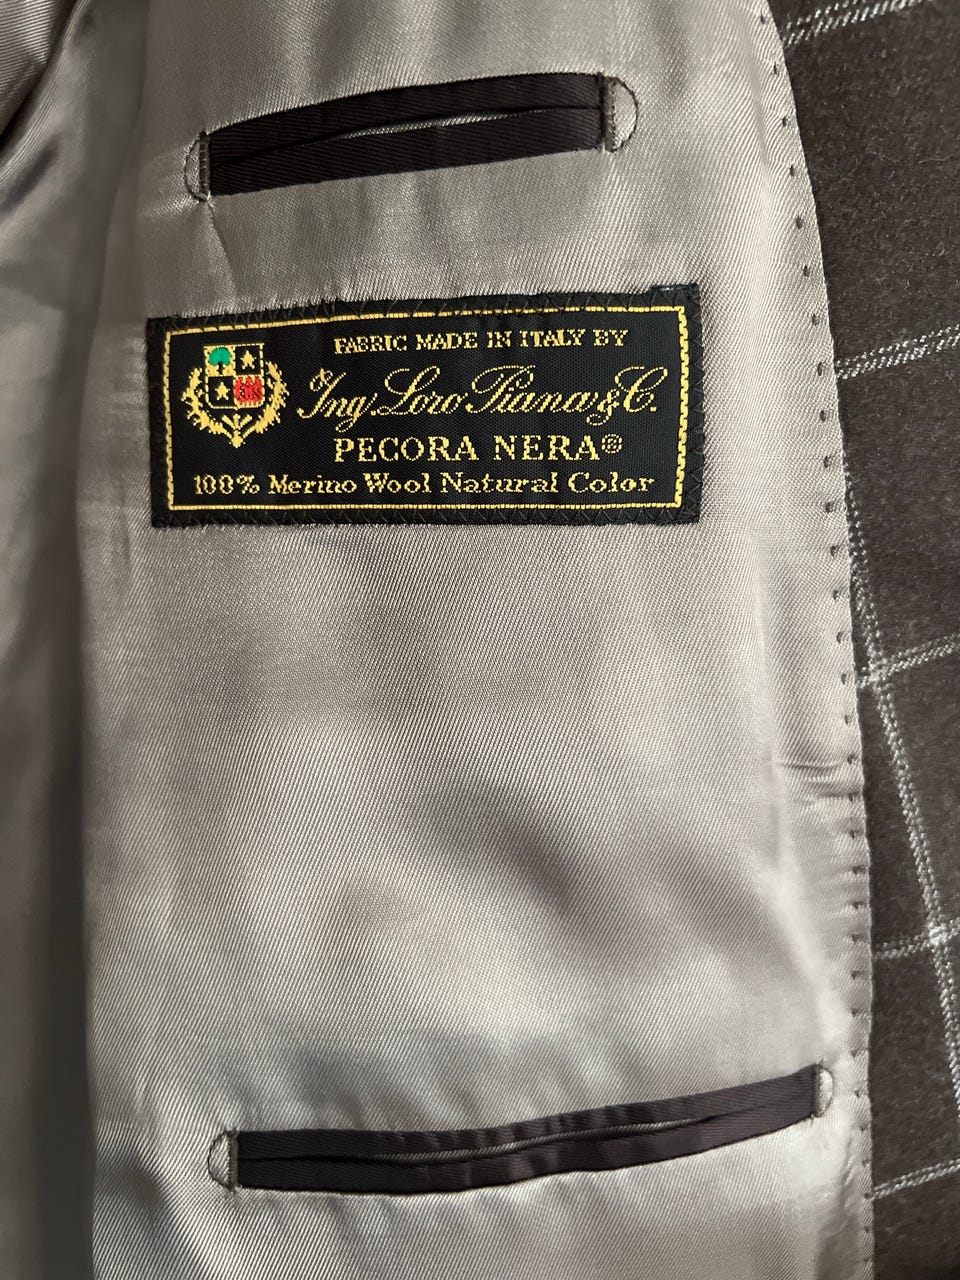 FABRIC MADE IN ITALY BY
Ing. Loro Piana & C.
PECORA NERA®
100% Merino Wool Natural Color